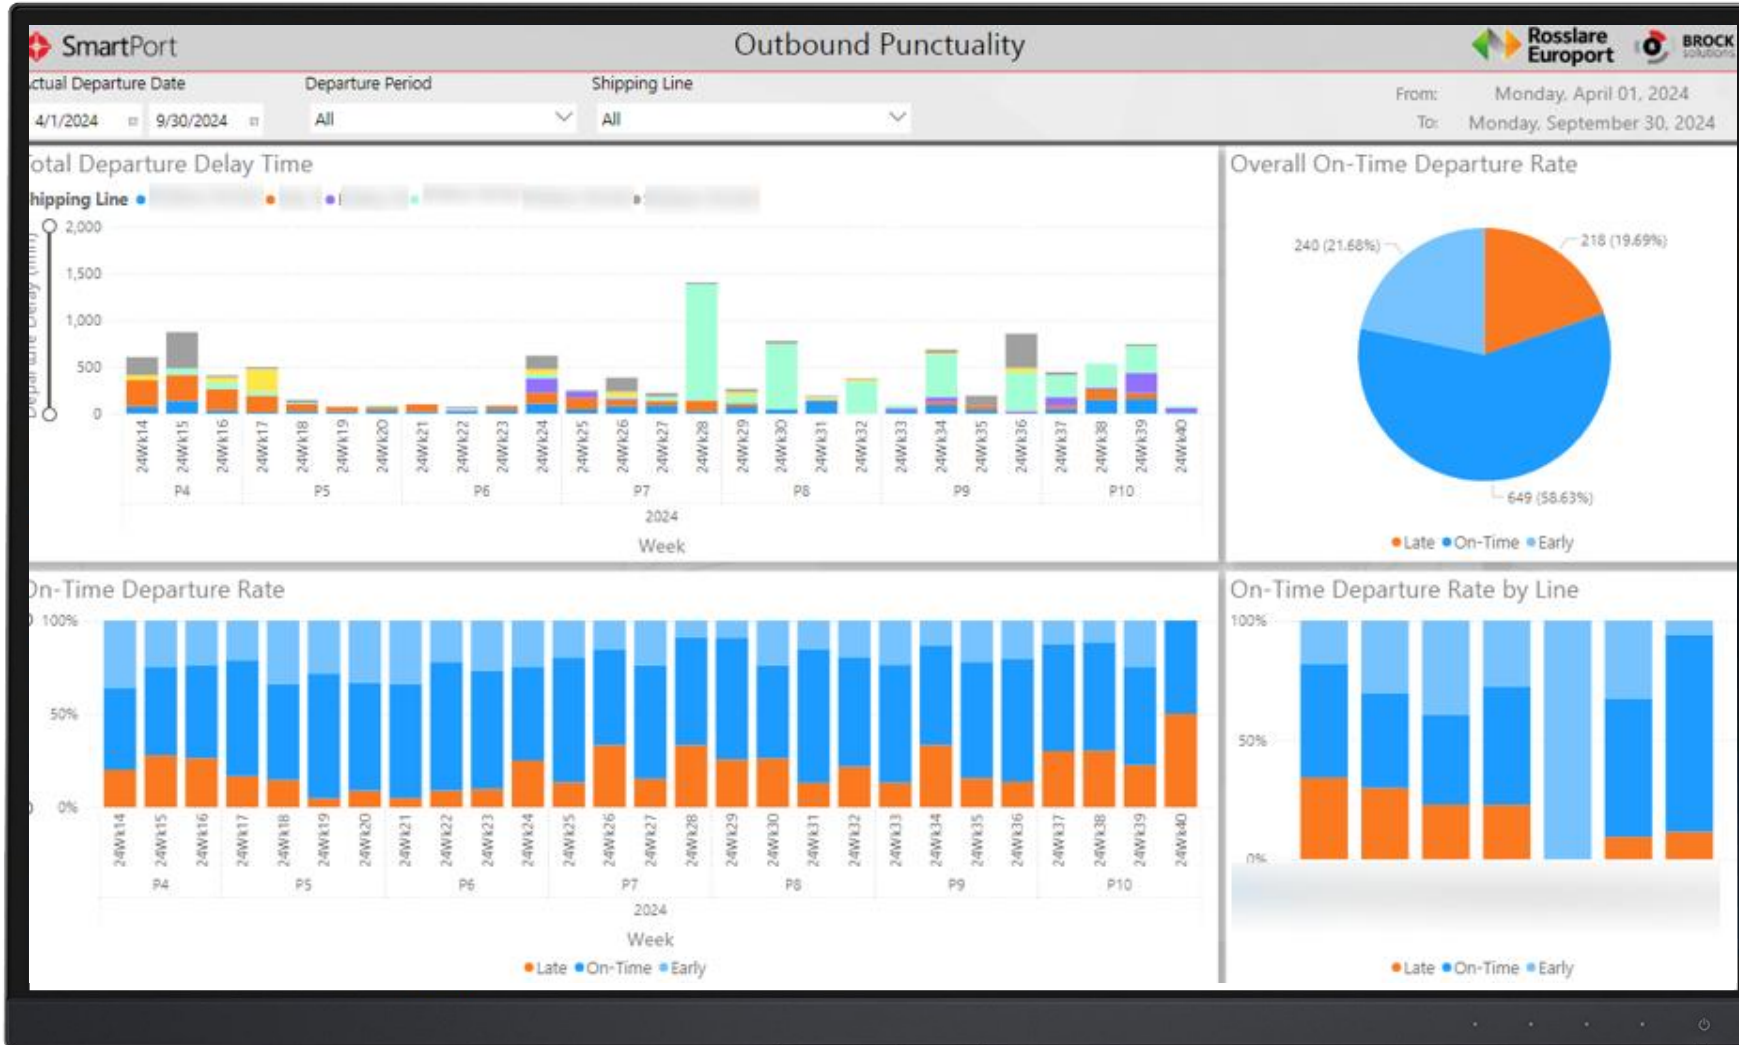 SmartPort
Outbound Punctuality
Rosslare
Europort
BROCK
solutions
ctual Departure Date
Departure Period
Shipping Line
4/1/2024
9/30/2024
All
All
From:
Monday, April 01, 2024
To:
Monday, September 30, 2024
otal Departure Delay Time
hipping Line
2,000
1,500
1,000
500
0
24Wk14 24Wk15 24Wk16 24Wk17 24Wk18 24Wk19 24Wk20 24Wk21 24Wk22 24Wk23 24Wk24 24Wk25 24Wk26 24Wk27 24Wk28 24Wk29 24Wk30 24Wk31 24Wk32 24Wk33 24Wk34 24Wk35 24Wk36 24Wk37 24Wk38 24Wk39 24Wk40
P4 P5 P6 P7 P8 P9 P10
2024
Week
Overall On-Time Departure Rate
240 (21.68%)
218 (19.69%)
649 (58.63%)
Late On-Time Early
On-Time Departure Rate
100%
50%
0%
24Wk14 24Wk15 24Wk16 24Wk17 24Wk18 24Wk19 24Wk20 24Wk21 24Wk22 24Wk23 24Wk24 24Wk25 24Wk26 24Wk27 24Wk28 24Wk29 24Wk30 24Wk31 24Wk32 24Wk33 24Wk34 24Wk35 24Wk36 24Wk37 24Wk38 24Wk39 24Wk40
P4 P5 P6 P7 P8 P9 P10
2024
Week
Late On-Time Early
On-Time Departure Rate by Line
100%
50%
0%
Late On-Time Early